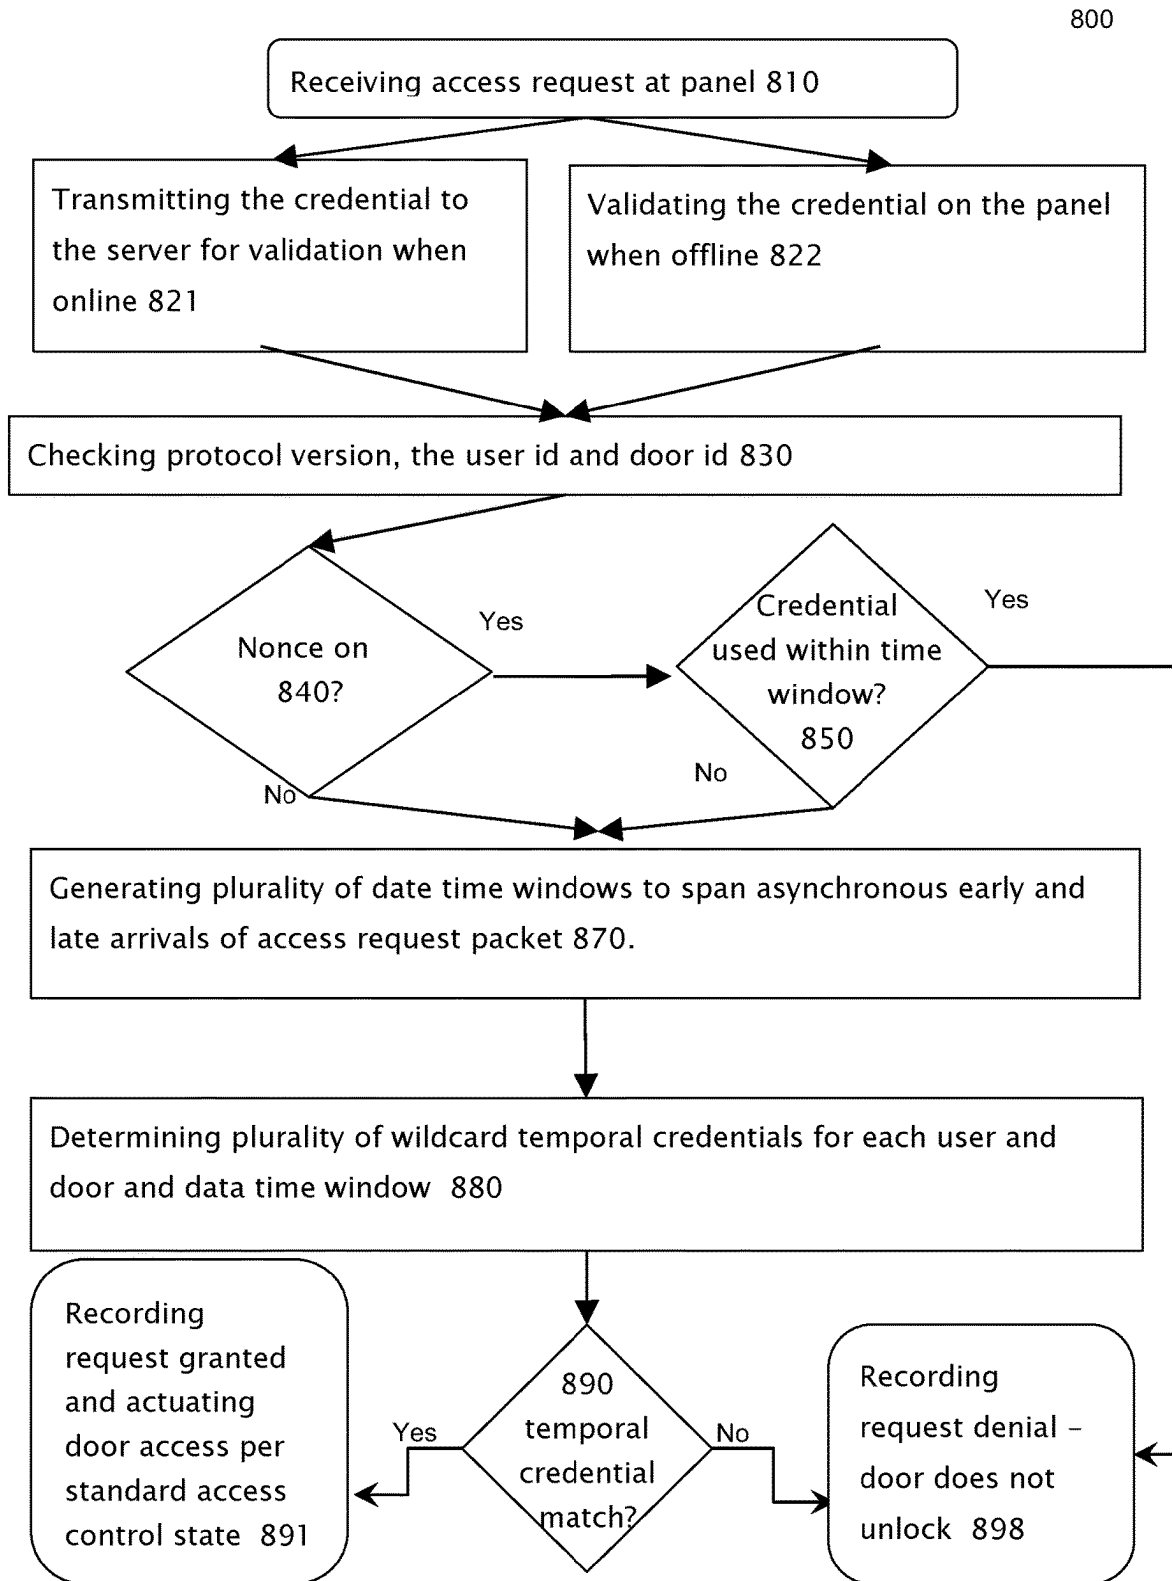 800
Receiving access request at panel 810
Transmitting the credential to
the server for validation when
online 821
Validating the credential on the panel
when offline 822
Checking protocol version, the user id and door id 830
Nonce on
840?
Yes
No
Credential
used within time
window?
850
Yes
No
Generating plurality of date time windows to span asynchronous early and
late arrivals of access request packet 870.
Determining plurality of wildcard temporal credentials for each user and
door and data time window 880
890
temporal
credential
match?
Yes
No
Recording
request granted
and actuating
door access per
standard access
control state 891
Recording
request denial –
door does not
unlock 898